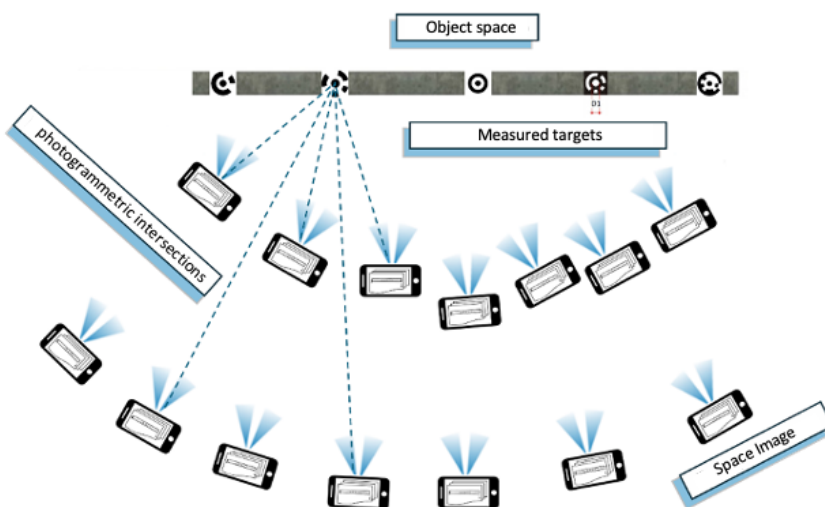 Object space
D1
Measured targets
photogrammetric intersections
Space Image